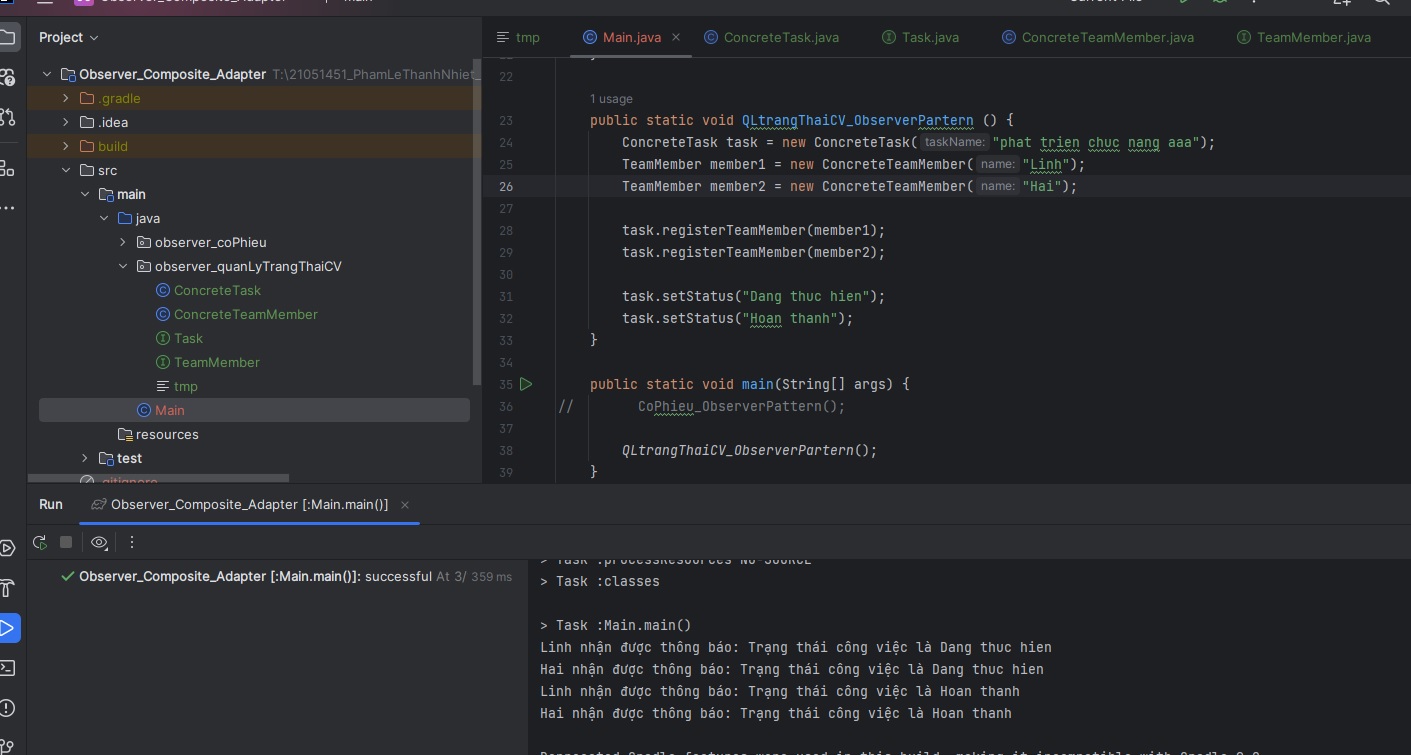 Project
Observer_Composite_Adapter T:\21051451_PhamLeThanhNhiet_
.gradle
.idea
build
src
main
java
observer_coPhieu
observer_quanLyTrangThaiCV
ConcreteTask
ConcreteTeamMember
Task
TeamMember
tmp
Main
resources
test
.gitignore
tmp Main.java ConcreteTask.java Task.java ConcreteTeamMember.java TeamMember.java
22
1 usage
23 public static void QLtrangThaiCV_ObserverPartern () {
24 ConcreteTask task = new ConcreteTask( taskName: "phat trien chuc nang aaa");
25 TeamMember member1 = new ConcreteTeamMember( name: "Linh");
26 TeamMember member2 = new ConcreteTeamMember( name: "Hai");
27
28 task.registerTeamMember(member1);
29 task.registerTeamMember(member2);
30
31 task.setStatus("Dang thuc hien");
32 task.setStatus("Hoan thanh");
33 }
34
35 public static void main(String[] args) {
36 // CoPhieu_ObserverPattern();
37
38 QLtrangThaiCV_ObserverPartern();
39 }
Run Observer_Composite_Adapter [:Main.main()]
Observer_Composite_Adapter [:Main.main()]: successful At 3/ 359 ms
> Task :processResources NO-SOURCE
> Task :classes
> Task :Main.main()
Linh nhận được thông báo: Trạng thái công việc là Dang thuc hien
Hai nhận được thông báo: Trạng thái công việc là Dang thuc hien
Linh nhận được thông báo: Trạng thái công việc là Hoan thanh
Hai nhận được thông báo: Trạng thái công việc là Hoan thanh